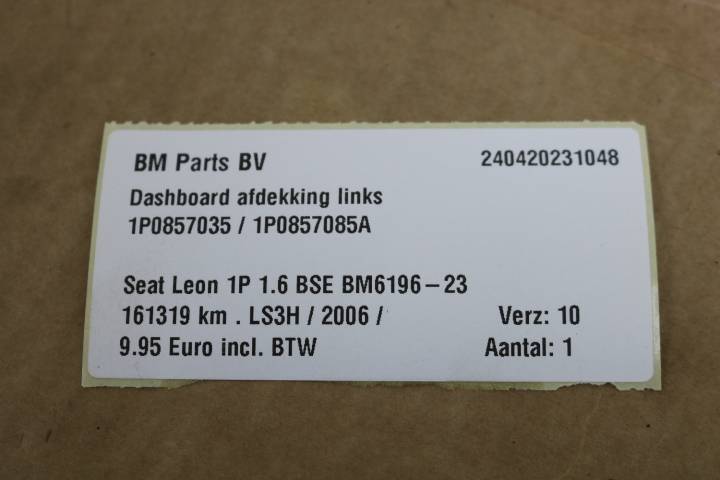 BM Parts BV 240420231048
Dashboard afdekking links
1P0857035 / 1P0857085A
Seat Leon 1P 1.6 BSE BM6196-23
161319 km . LS3H / 2006 / Verz: 10
9.95 Euro incl. BTW Aantal: 1